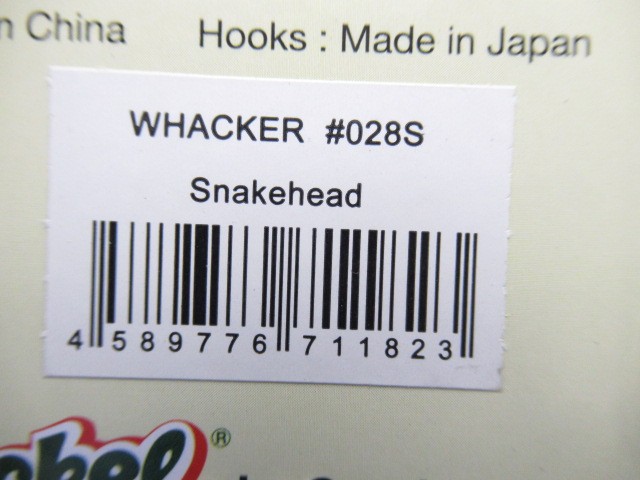 n China
Hooks : Made in Japan
WHACKER #028S
Snakehead
4 589776 711823
®